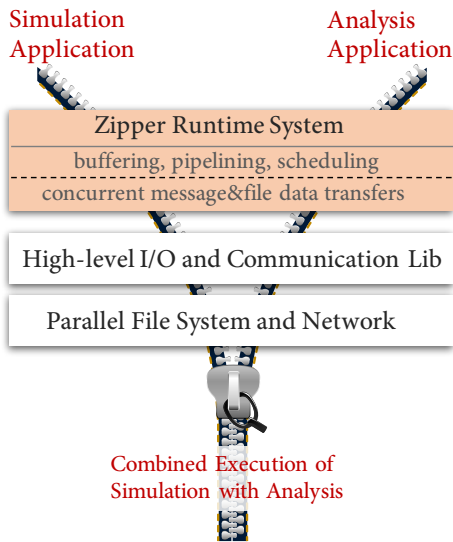 Simulation
Application
Analysis
Application
Zipper Runtime System
buffering, pipelining, scheduling
concurrent message&file data transfers
High-level I/O and Communication Lib
Parallel File System and Network
Combined Execution of
Simulation with Analysis